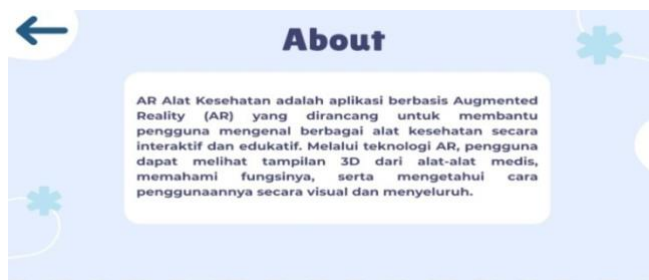 About
AR Alat Kesehatan adalah aplikasi berbasis Augmented
Reality (AR) yang dirancang untuk membantu
pengguna mengenal berbagai alat kesehatan secara
interaktif dan edukatif. Melalui teknologi AR, pengguna
dapat melihat tampilan 3D dari alat-alat medis,
memahami fungsinya, serta mengetahui cara
penggunaannya secara visual dan menyeluruh.